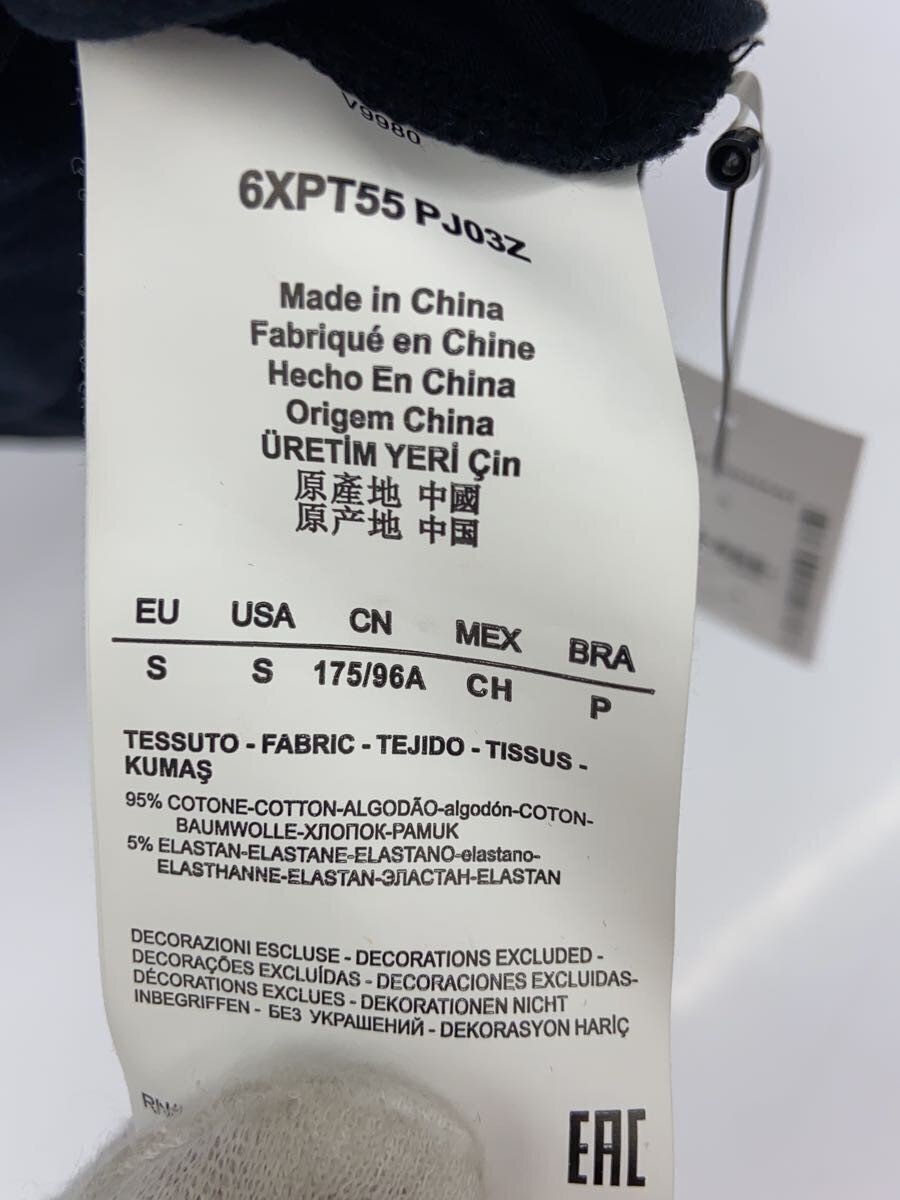 V9980
6XPT55 PJ03Z
Made in China
Fabriqué en Chine
Hecho En China
Origem China
ÜRETİM YERİ Çin
原產地 中國
原产地 中国
EU USA CN MEX BRA
S S 175/96A CH P
TESSUTO - FABRIC - TEJIDO - TISSUS -
KUMAŞ
95% COTONE-COTTON-ALGODÃO-algodón-COTON-
BAUMWOLLE-ХЛОПОК-PAMUK
5% ELASTAN-ELASTANE-ELASTANO-elastano-
ELASTHANNE-ELASTAN-ЭЛАСТАН-ELASTAN
DECORAZIONI ESCLUSE - DECORATIONS EXCLUDED -
DECORAÇÕES EXCLUÍDAS - DECORACIONES EXCLUIDAS-
DÉCORATIONS EXCLUES - DEKORATIONEN NICHT
INBEGRIFFEN - БЕЗ УКРАШЕНИЙ - DEKORASYON HARİÇ
EAC